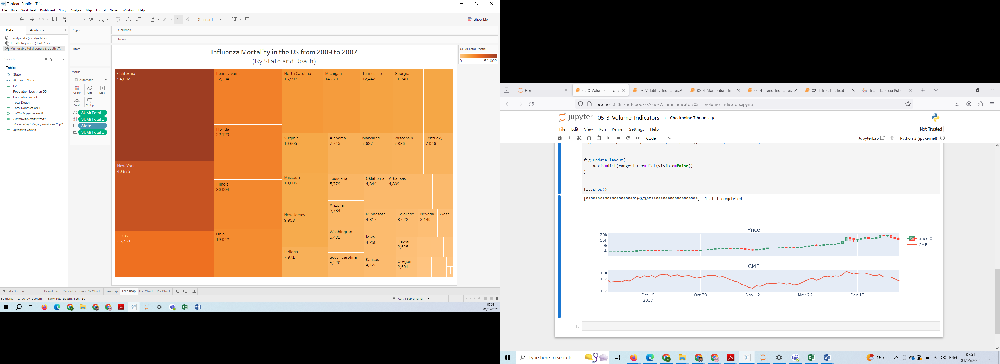 Tableau Public - Trial
File Data Worksheet Dashboard Story Analysis Map Format Server Window Help
Standard
Show Me
Data Analytics
Pages
Columns
candy-data (candy-data)
Final Integration (Task 1.7)
Rows
Vulnerable,total popula & death (T...
Filters
Search
Tables
State
Measure Names
F2
Population less than 65
Population over 65
Total Death
Total Death of 65 +
Latitude (generated)
Longitude (generated)
Vulnerable,total popula & death (C...
Measure Values
Marks
Automatic
Colour Size Label
Detail Tooltip
SUM(Total ..
SUM(Total ..
State
SUM(Total ..
Influenza Mortality in the US from 2009 to 2007
(By State and Death)
SUM(Total Death)
0 54,002
California
54,002
New York
40,875
Texas
26,759
Pennsylvania
22,334
Florida
22,129
Illinois
20,004
Ohio
19,042
North Carolina
15,597
Michigan
14,270
Tennessee
12,442
Georgia
11,740
Virginia
10,605
Missouri
10,005
New Jersey
9,953
Indiana
7,971
Alabama
7,745
Maryland
7,627
Wisconsin
7,386
Kentucky
7,046
Louisiana
5,779
Arizona
5,734
Washington
5,432
South Carolina
5,220
Oklahoma
4,844
Arkansas
4,809
Minnesota
4,317
Iowa
4,250
Kansas
4,122
Colorado
3,622
Nevada
3,149
West
Hawaii
2,525
Oregon
2,501
Data Source Brand Bar Candy Hardness Pie Chart Treemap Tree map Bar Chart Pie Chart
52 marks 1 row by 1 column SUM(Total Death): 415,419
Aarthi Subramanian
07:51
01/05/2024
Home
05_3_Volume_Indicato
03_Volatility_Indicators
03_4_Momentum_Indi
02_4_Trend_Indicators
02_4_Trend_Indicators
Trial | Tableau Public
localhost:8888/notebooks/Algo/VolumeIndicator/05_3_Volume_Indicators.ipynb
jupyter 05_3_Volume_Indicators Last Checkpoint: 7 hours ago
File Edit View Run Kernel Settings Help
Not Trusted
Code
JupyterLab
Python 3 (ipykernel)
fig.update_layout(
xaxis=dict(rangeslider=dict(visible=False))
)
fig.show()
[*********************100%%**********************] 1 of 1 completed
Price
20k
15k
10k
5k
trace 0
CMF
CMF
0.4
0.2
0
−0.2
Oct 15 Oct 29 Nov 12 Nov 26 Dec 10
2017
[ ]:
Type here to search
16°C
ENG
07:51
01/05/2024